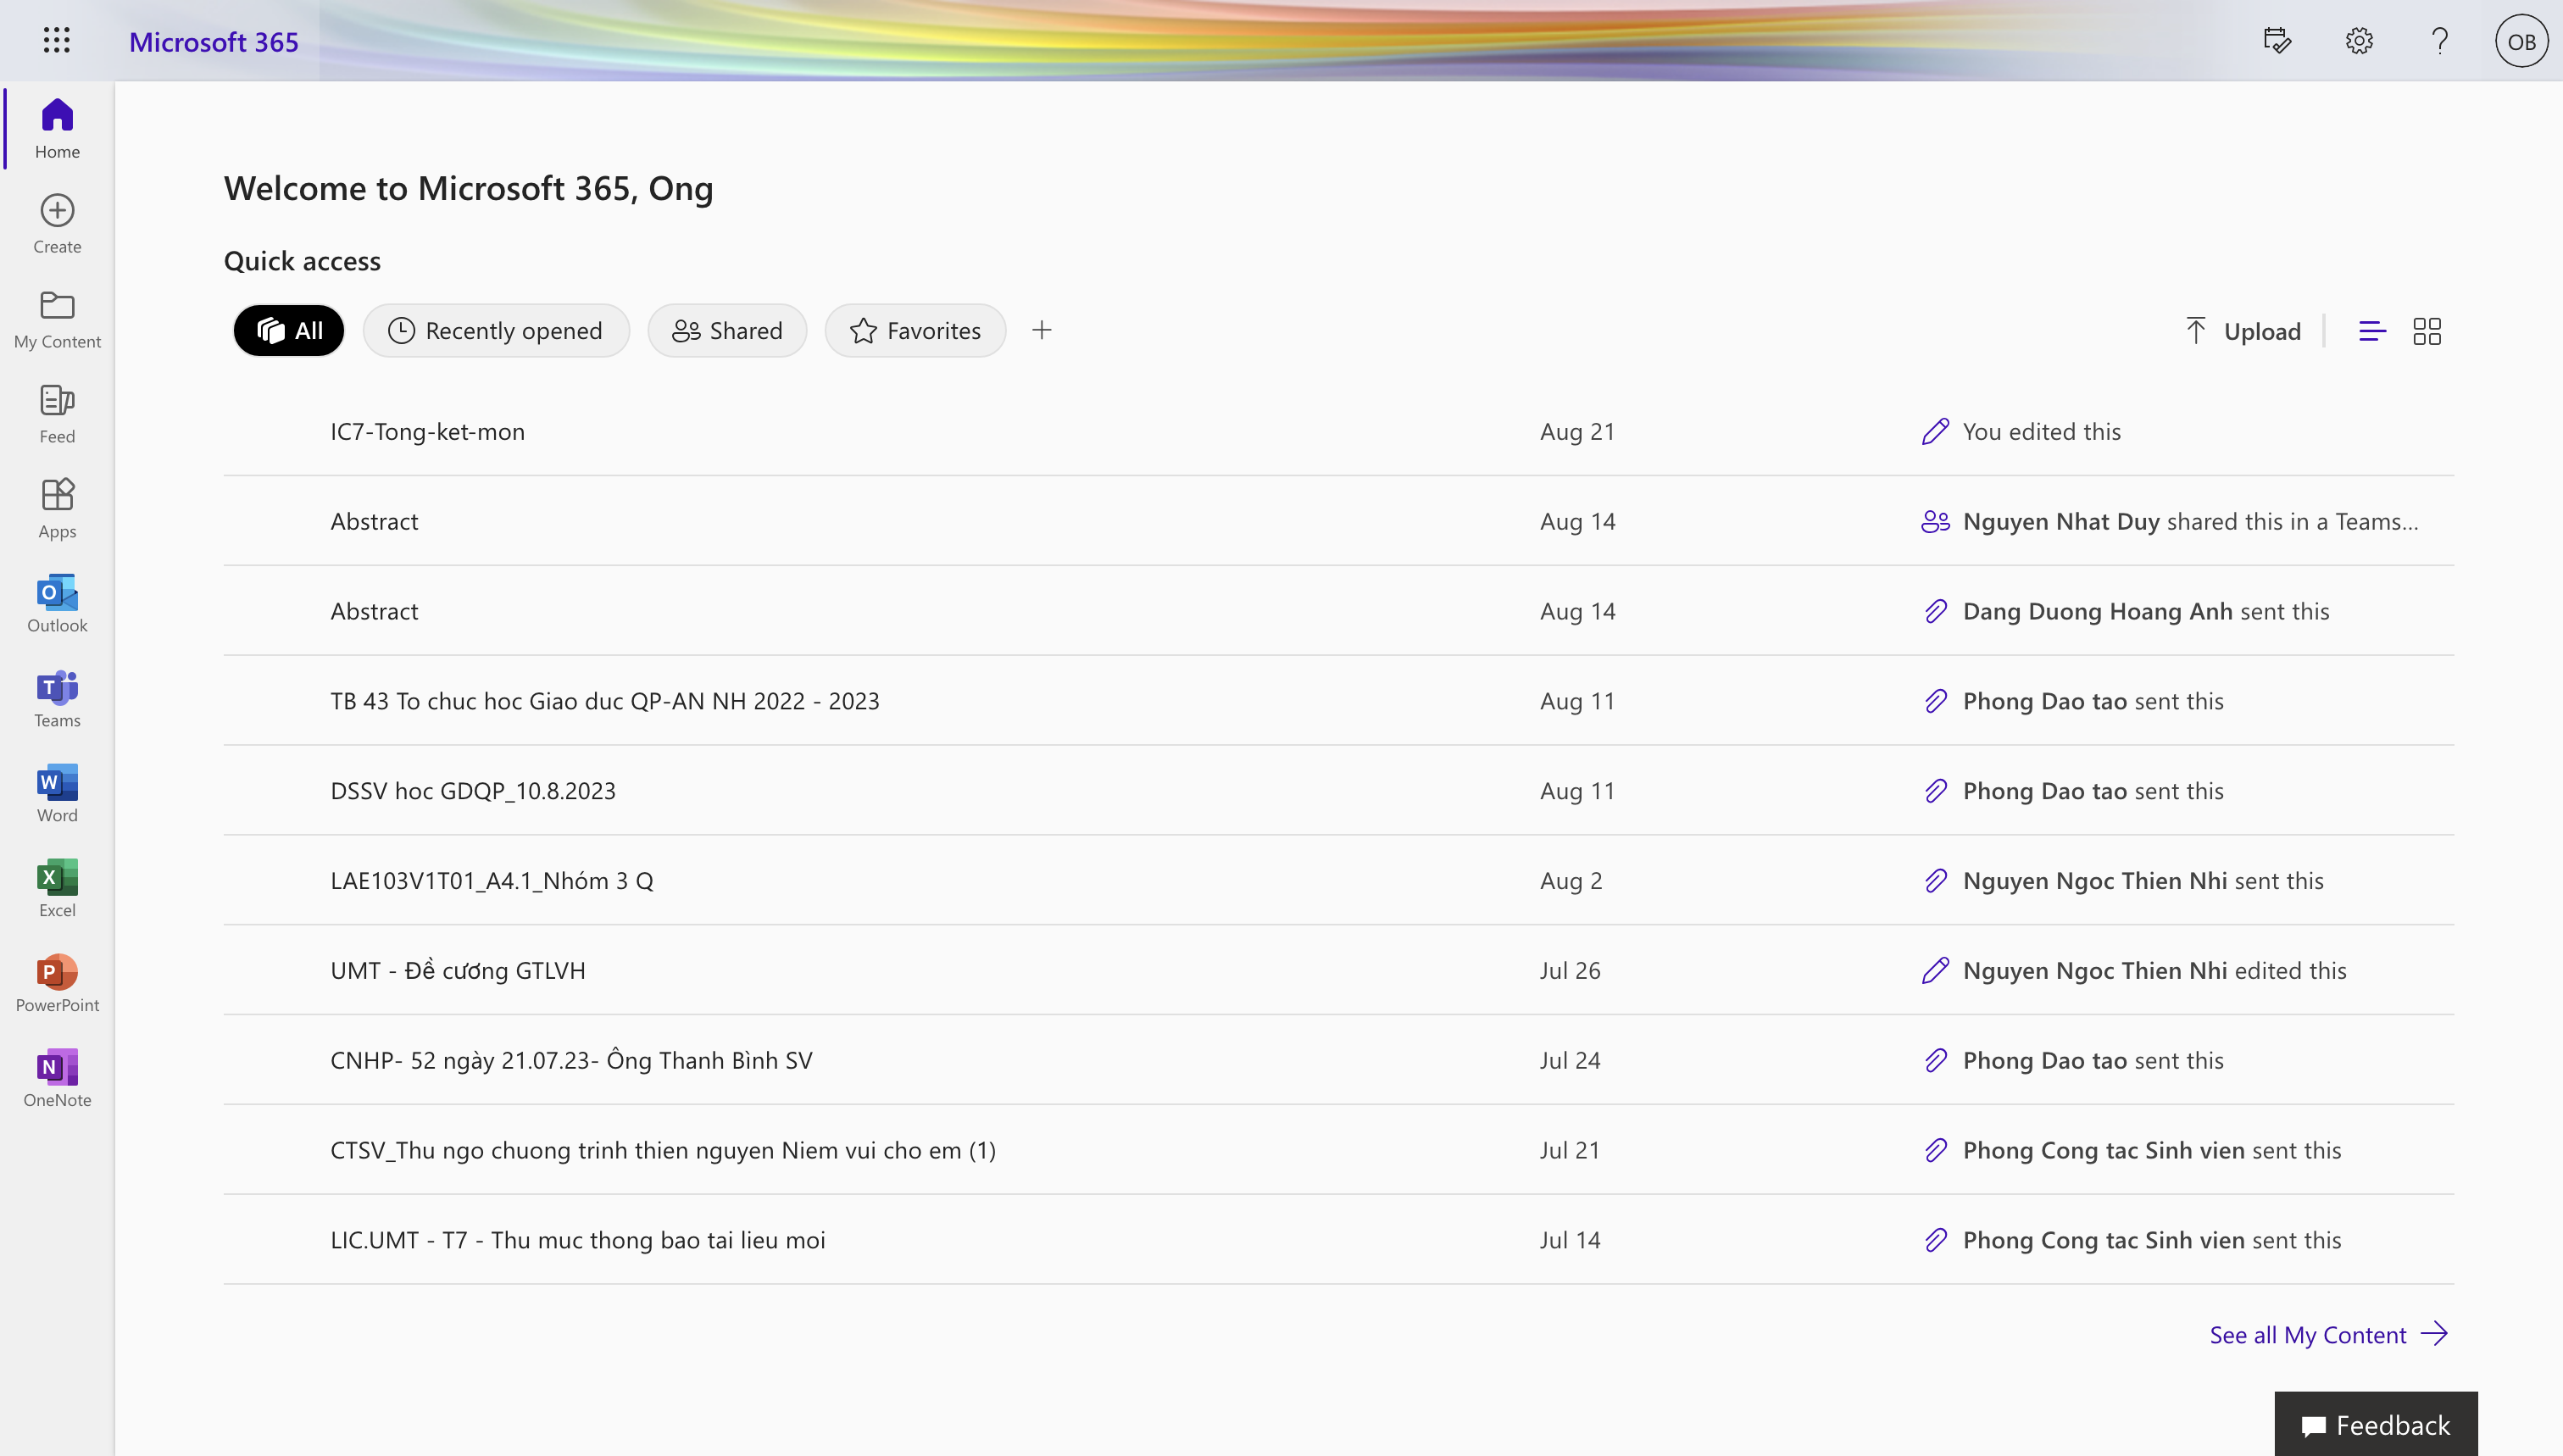 Microsoft 365
OB
Home
Create
My Content
Feed
Apps
Outlook
Teams
Word
Excel
PowerPoint
OneNote
Welcome to Microsoft 365, Ong
Quick access
All Recently opened Shared Favorites Upload
IC7-Tong-ket-mon Aug 21 You edited this
Abstract Aug 14 Nguyen Nhat Duy shared this in a Teams...
Abstract Aug 14 Dang Duong Hoang Anh sent this
TB 43 To chuc hoc Giao duc QP-AN NH 2022 - 2023 Aug 11 Phong Dao tao sent this
DSSV hoc GDQP_10.8.2023 Aug 11 Phong Dao tao sent this
LAE103V1T01_A4.1_Nhóm 3 Q Aug 2 Nguyen Ngoc Thien Nhi sent this
UMT - Đề cương GTLVH Jul 26 Nguyen Ngoc Thien Nhi edited this
CNHP- 52 ngày 21.07.23- Ông Thanh Bình SV Jul 24 Phong Dao tao sent this
CTSV_Thu ngo chuong trinh thien nguyen Niem vui cho em (1) Jul 21 Phong Cong tac Sinh vien sent this
LIC.UMT - T7 - Thu muc thong bao tai lieu moi Jul 14 Phong Cong tac Sinh vien sent this
See all My Content
Feedback